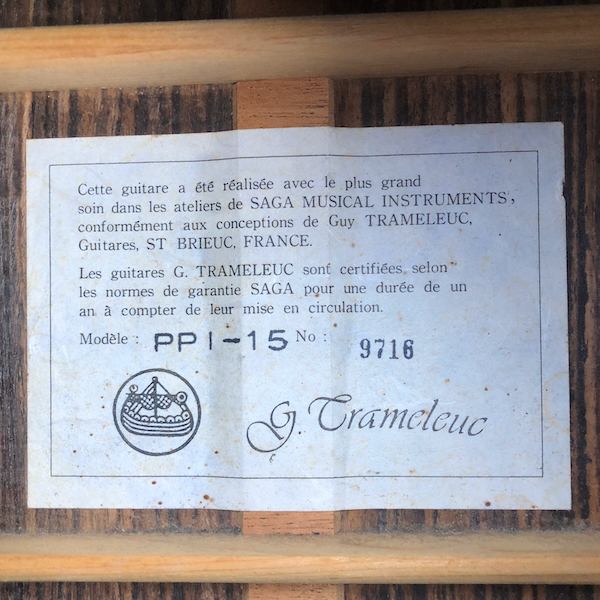 Cette guitare a été réalisée avec le plus grand
soin dans les ateliers de SAGA MUSICAL INSTRUMENTS,
conformément aux conceptions de Guy TRAMELEUC,
Guitares, ST BRIEUC, FRANCE.
Les guitares G. TRAMELEUC sont certifiées selon
les normes de garantie SAGA pour une durée de un
an à compter de leur mise en circulation.
Modèle : PPI-15 No : 9716
G. Trameleuc